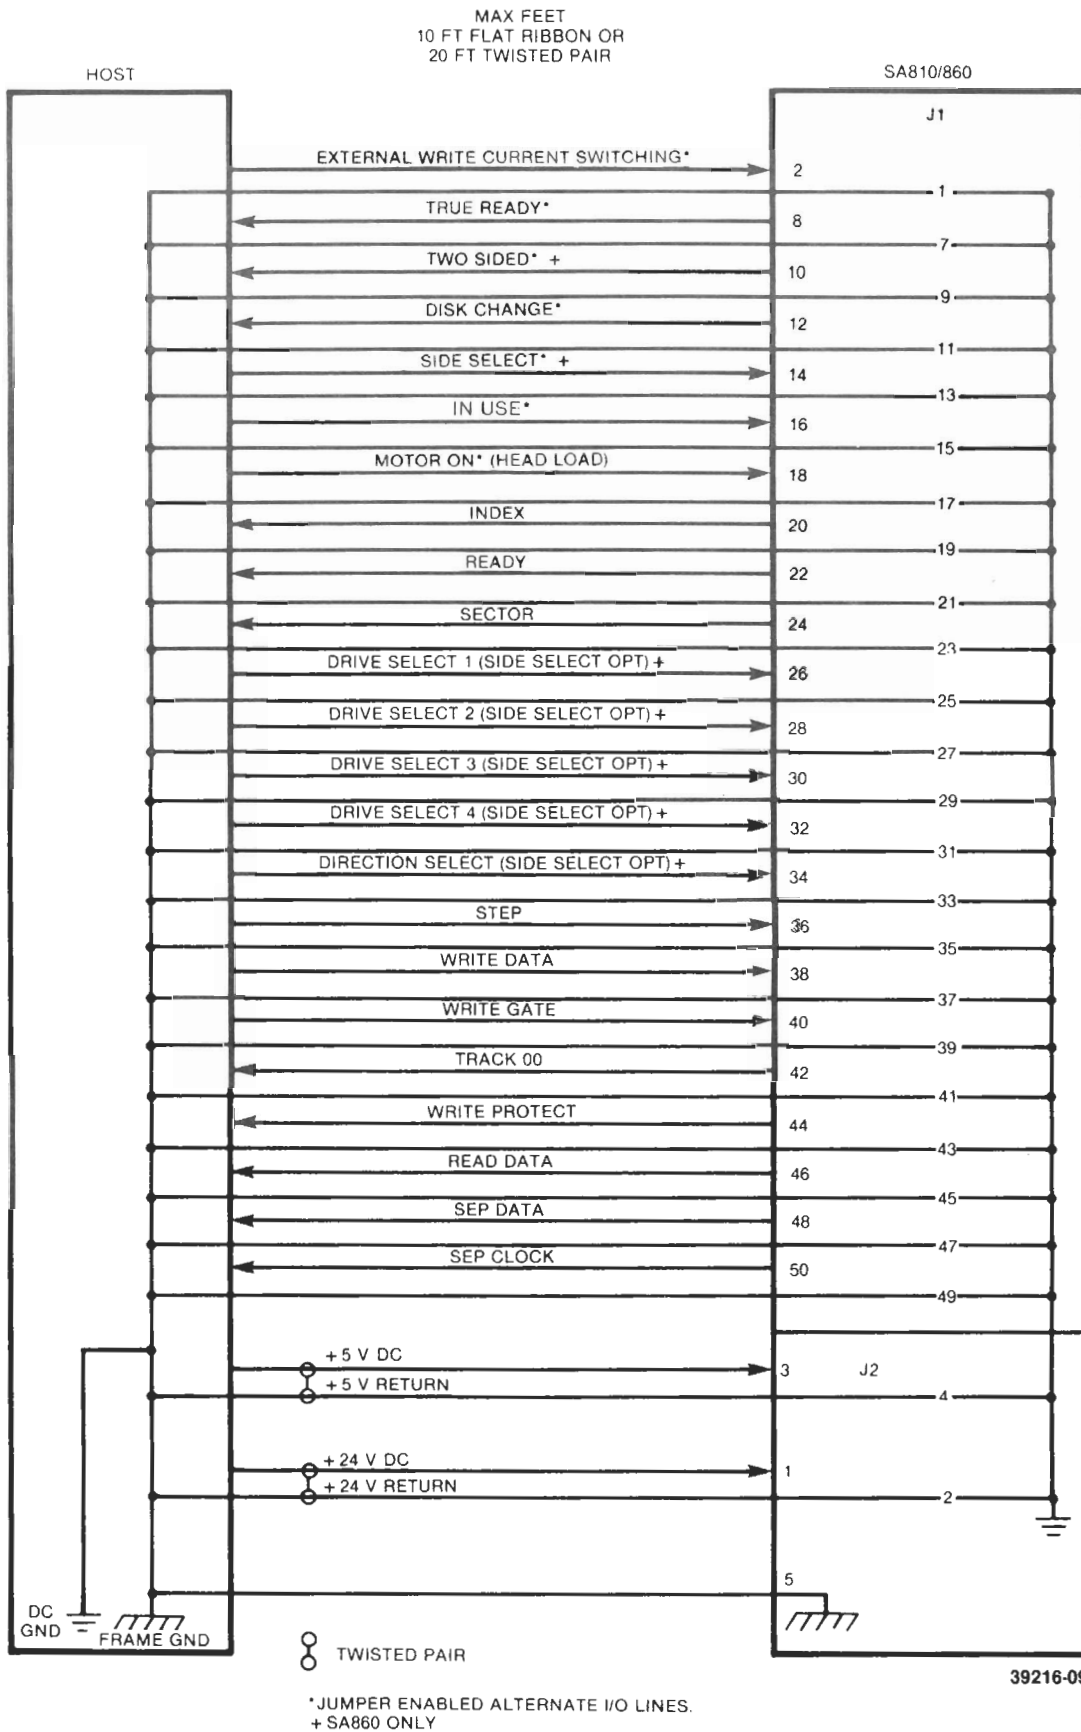 MAX FEET
10 FT FLAT RIBBON OR
20 FT TWISTED PAIR
HOST
SA810/860
J1
EXTERNAL WRITE CURRENT SWITCHING*
2
1
TRUE READY*
8
7
TWO SIDED* +
10
9
DISK CHANGE*
12
11
SIDE SELECT* +
14
13
IN USE*
16
15
MOTOR ON* (HEAD LOAD)
18
17
INDEX
20
19
READY
22
21
SECTOR
24
23
DRIVE SELECT 1 (SIDE SELECT OPT) +
26
25
DRIVE SELECT 2 (SIDE SELECT OPT) +
28
27
DRIVE SELECT 3 (SIDE SELECT OPT) +
30
29
DRIVE SELECT 4 (SIDE SELECT OPT) +
32
31
DIRECTION SELECT (SIDE SELECT OPT) +
34
33
STEP
36
35
WRITE DATA
38
37
WRITE GATE
40
39
TRACK 00
42
41
WRITE PROTECT
44
43
READ DATA
46
45
SEP DATA
48
47
SEP CLOCK
50
49
+ 5 V DC
3
J2
+ 5 V RETURN
4
+ 24 V DC
1
+ 24 V RETURN
2
5
DC
GND
FRAME GND
TWISTED PAIR
39216-09
*JUMPER ENABLED ALTERNATE I/O LINES.
+ SA860 ONLY